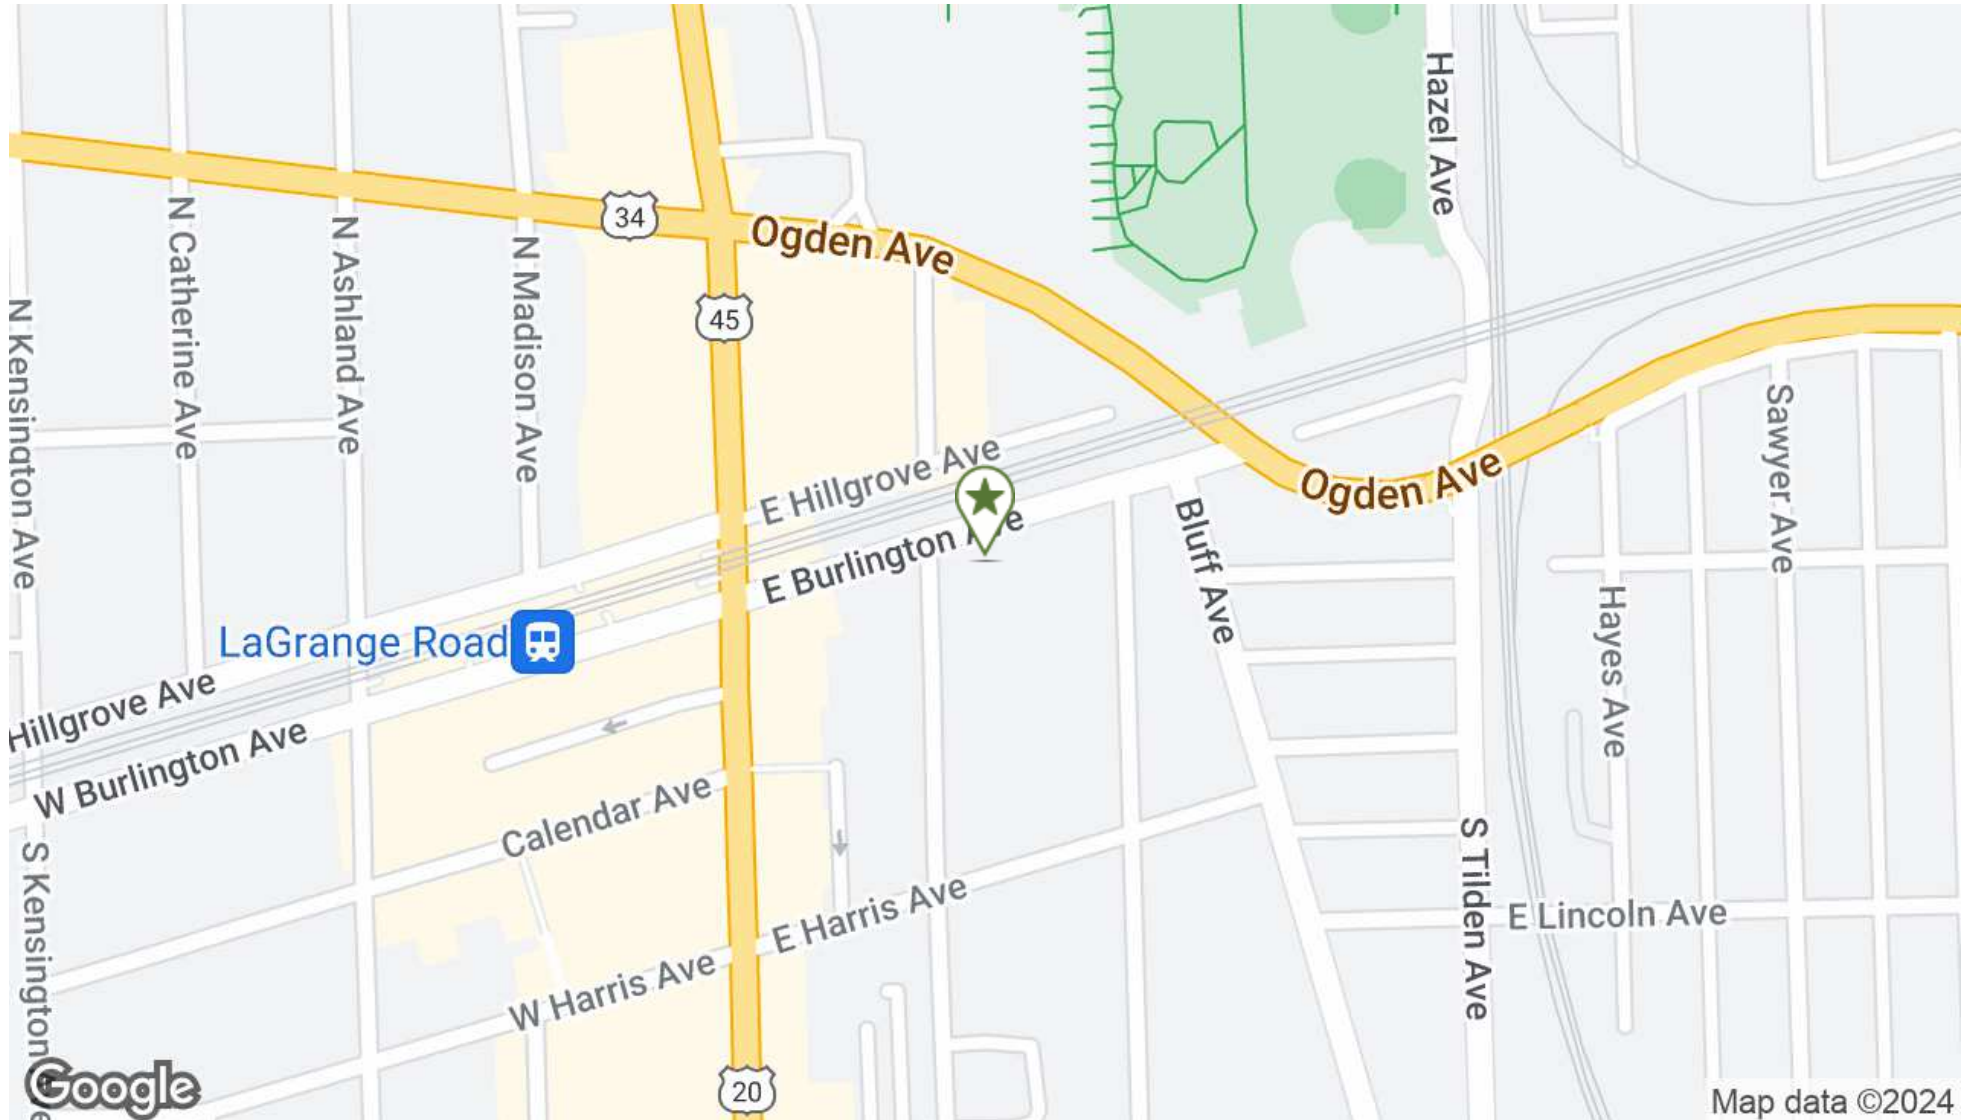 Hazel Ave
34
Ogden Ave
N Catherine Ave
N Ashland Ave
N Madison Ave
45
N Kensington Ave
Sawyer Ave
E Hillgrove Ave
Ogden Ave
E Burlington Ave
Bluff Ave
Hayes Ave
LaGrange Road
Hillgrove Ave
W Burlington Ave
Calendar Ave
S Tilden Ave
S Kensington Ave
E Harris Ave
E Lincoln Ave
W Harris Ave
20
Google
Map data ©2024